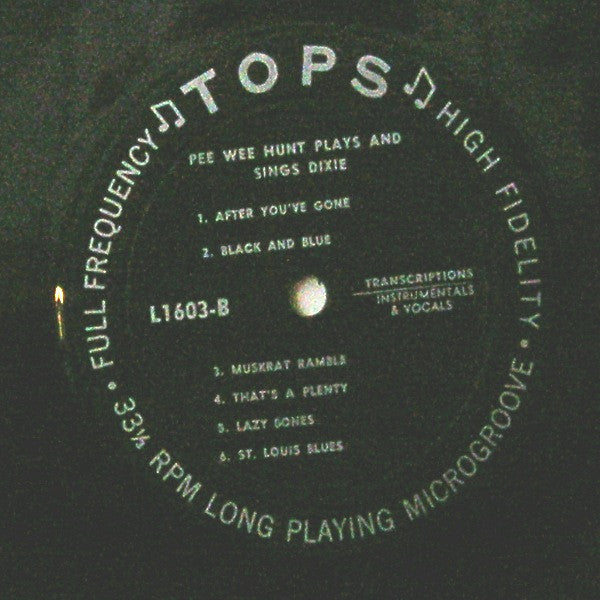 ♫ TOPS ♫
FULL FREQUENCY
HIGH FIDELITY
PEE WEE HUNT PLAYS AND
SINGS DIXIE
1. AFTER YOU'VE GONE
2. BLACK AND BLUE
L1603-B
TRANSCRIPTIONS
INSTRUMENTALS
& VOCALS
3. MUSKRAT RAMBLE
4. THAT'S A PLENTY
5. LAZY BONES
6. ST. LOUIS BLUES
• 33⅓ RPM LONG PLAYING MICROGROOVE •